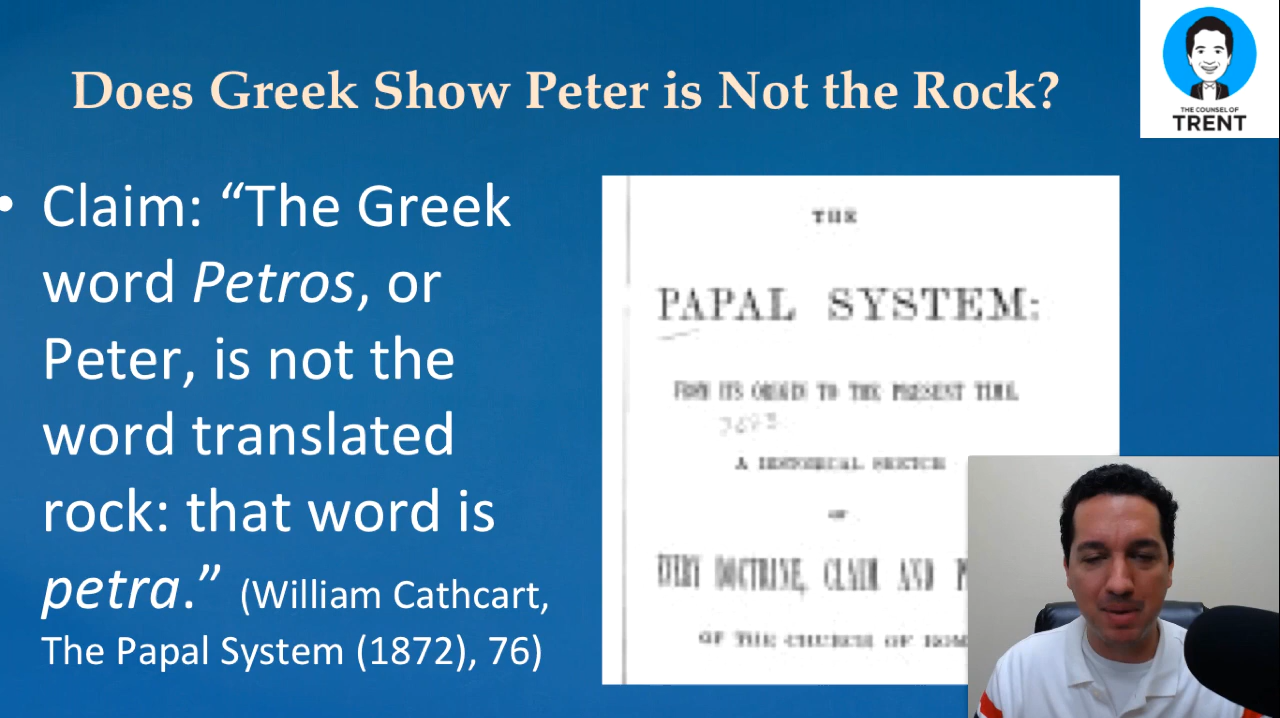 Does Greek Show Peter is Not the Rock?
THE COUNSEL OF
TRENT
• Claim: “The Greek
word Petros, or
Peter, is not the
word translated
rock: that word is
petra.” (William Cathcart,
The Papal System (1872), 76)
THE
PAPAL SYSTEM:
FROM ITS ORIGIN TO THE PRESENT TIME.
A HISTORICAL SKETCH
OF
EVERY DOCTRINE, CLAIM AND
OF THE CHURCH OF